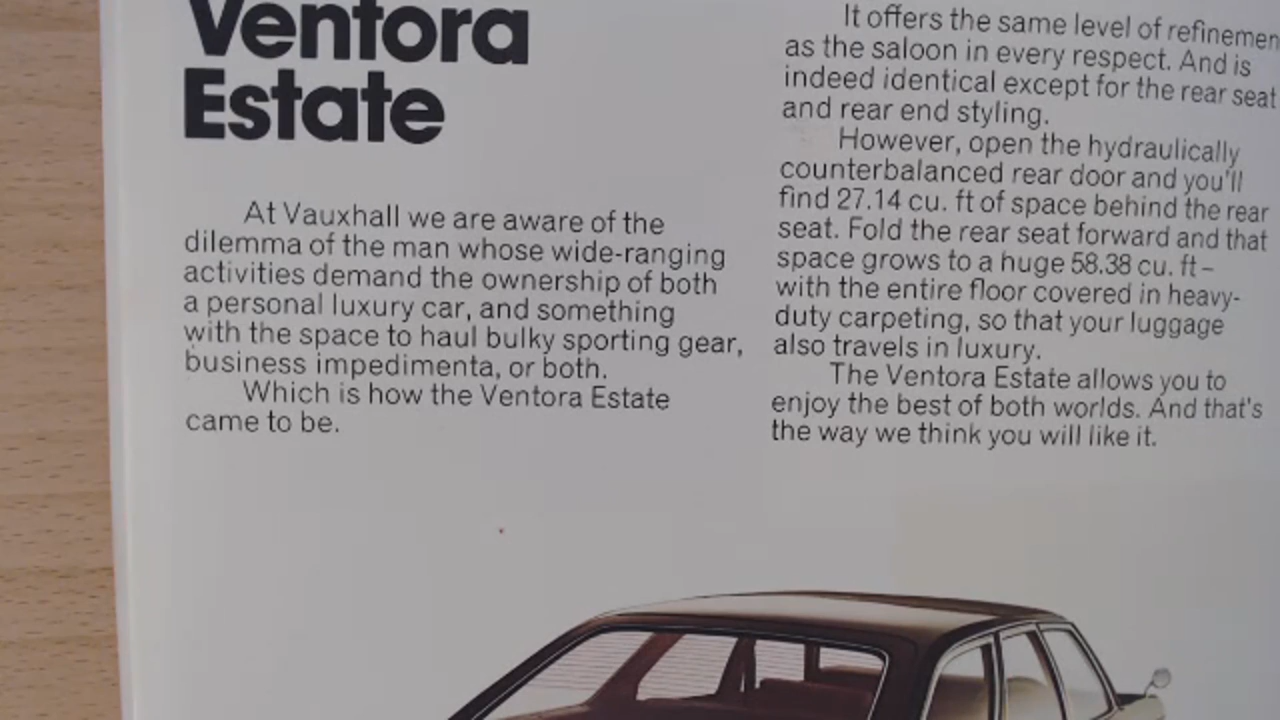 Ventora
Estate
At Vauxhall we are aware of the
dilemma of the man whose wide-ranging
activities demand the ownership of both
a personal luxury car, and something
with the space to haul bulky sporting gear,
business impedimenta, or both.
Which is how the Ventora Estate
came to be.
It offers the same level of refinemen
as the saloon in every respect. And is
indeed identical except for the rear seat
and rear end styling.
However, open the hydraulically
counterbalanced rear door and you'll
find 27.14 cu. ft of space behind the rear
seat. Fold the rear seat forward and that
space grows to a huge 58.38 cu. ft –
with the entire floor covered in heavy-
duty carpeting, so that your luggage
also travels in luxury.
The Ventora Estate allows you to
enjoy the best of both worlds. And that's
the way we think you will like it.